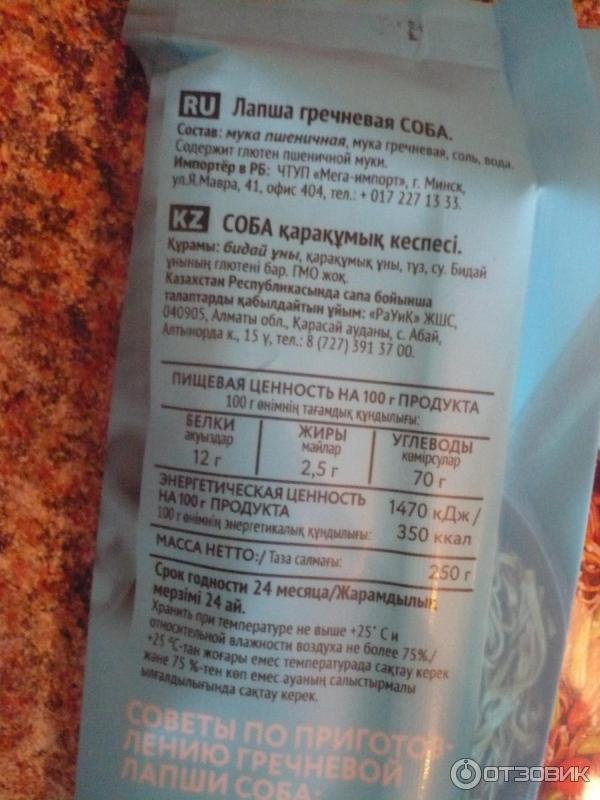 RU Лапша гречневая СОБА.
Состав: мука пшеничная, мука гречневая, соль, вода.
Содержит глютен пшеничной муки.
Импортёр в РБ: ЧТУП «Мега-импорт», г. Минск,
ул.Я.Мавра, 41, офис 404, тел.: + 017 227 13 33.
KZ СОБА қарақұмық кеспесі.
Құрамы: бидай ұны, қарақұмық ұны, тұз, су. Бидай
ұнының глютені бар. ГМО жоқ.
Казахстан Республикасында сапа бойынша
талаптарды қабылдайтын ұйым: «РаУиК» ЖШС,
040905, Алматы обл., Қарасай ауданы, с. Абай,
Алтынорда к., 15 ү, тел.: 8 (727) 391 37 00.
ПИЩЕВАЯ ЦЕННОСТЬ НА 100 г ПРОДУКТА
100 г өнімнің тағамдық құндылығы:
БЕЛКИ ЖИРЫ УГЛЕВОДЫ
ақуыздар майлар көмірсулар
12 г 2,5 г 70 г
ЭНЕРГЕТИЧЕСКАЯ ЦЕННОСТЬ 1470 кДж /
НА 100 г ПРОДУКТА 350 ккал
100 г өнімнің энергетикалық құндылығы:
МАССА НЕТТО:/ Таза салмағы: 250 г
Срок годности 24 месяца/Жарамдылық
мерзімі 24 ай.
Хранить при температуре не выше +25° С и
относительной влажности воздуха не более 75%./
+25 °С-тан жоғары емес температурада сақтау керек
және 75 %-тен көп емес ауаның салыстырмалы
ылғалдылығында сақтау керек.
СОВЕТЫ ПО ПРИГОТОВ-
ЛЕНИЮ ГРЕЧНЕВОЙ
ЛАПШИ СОБА:
ОТЗОВИК